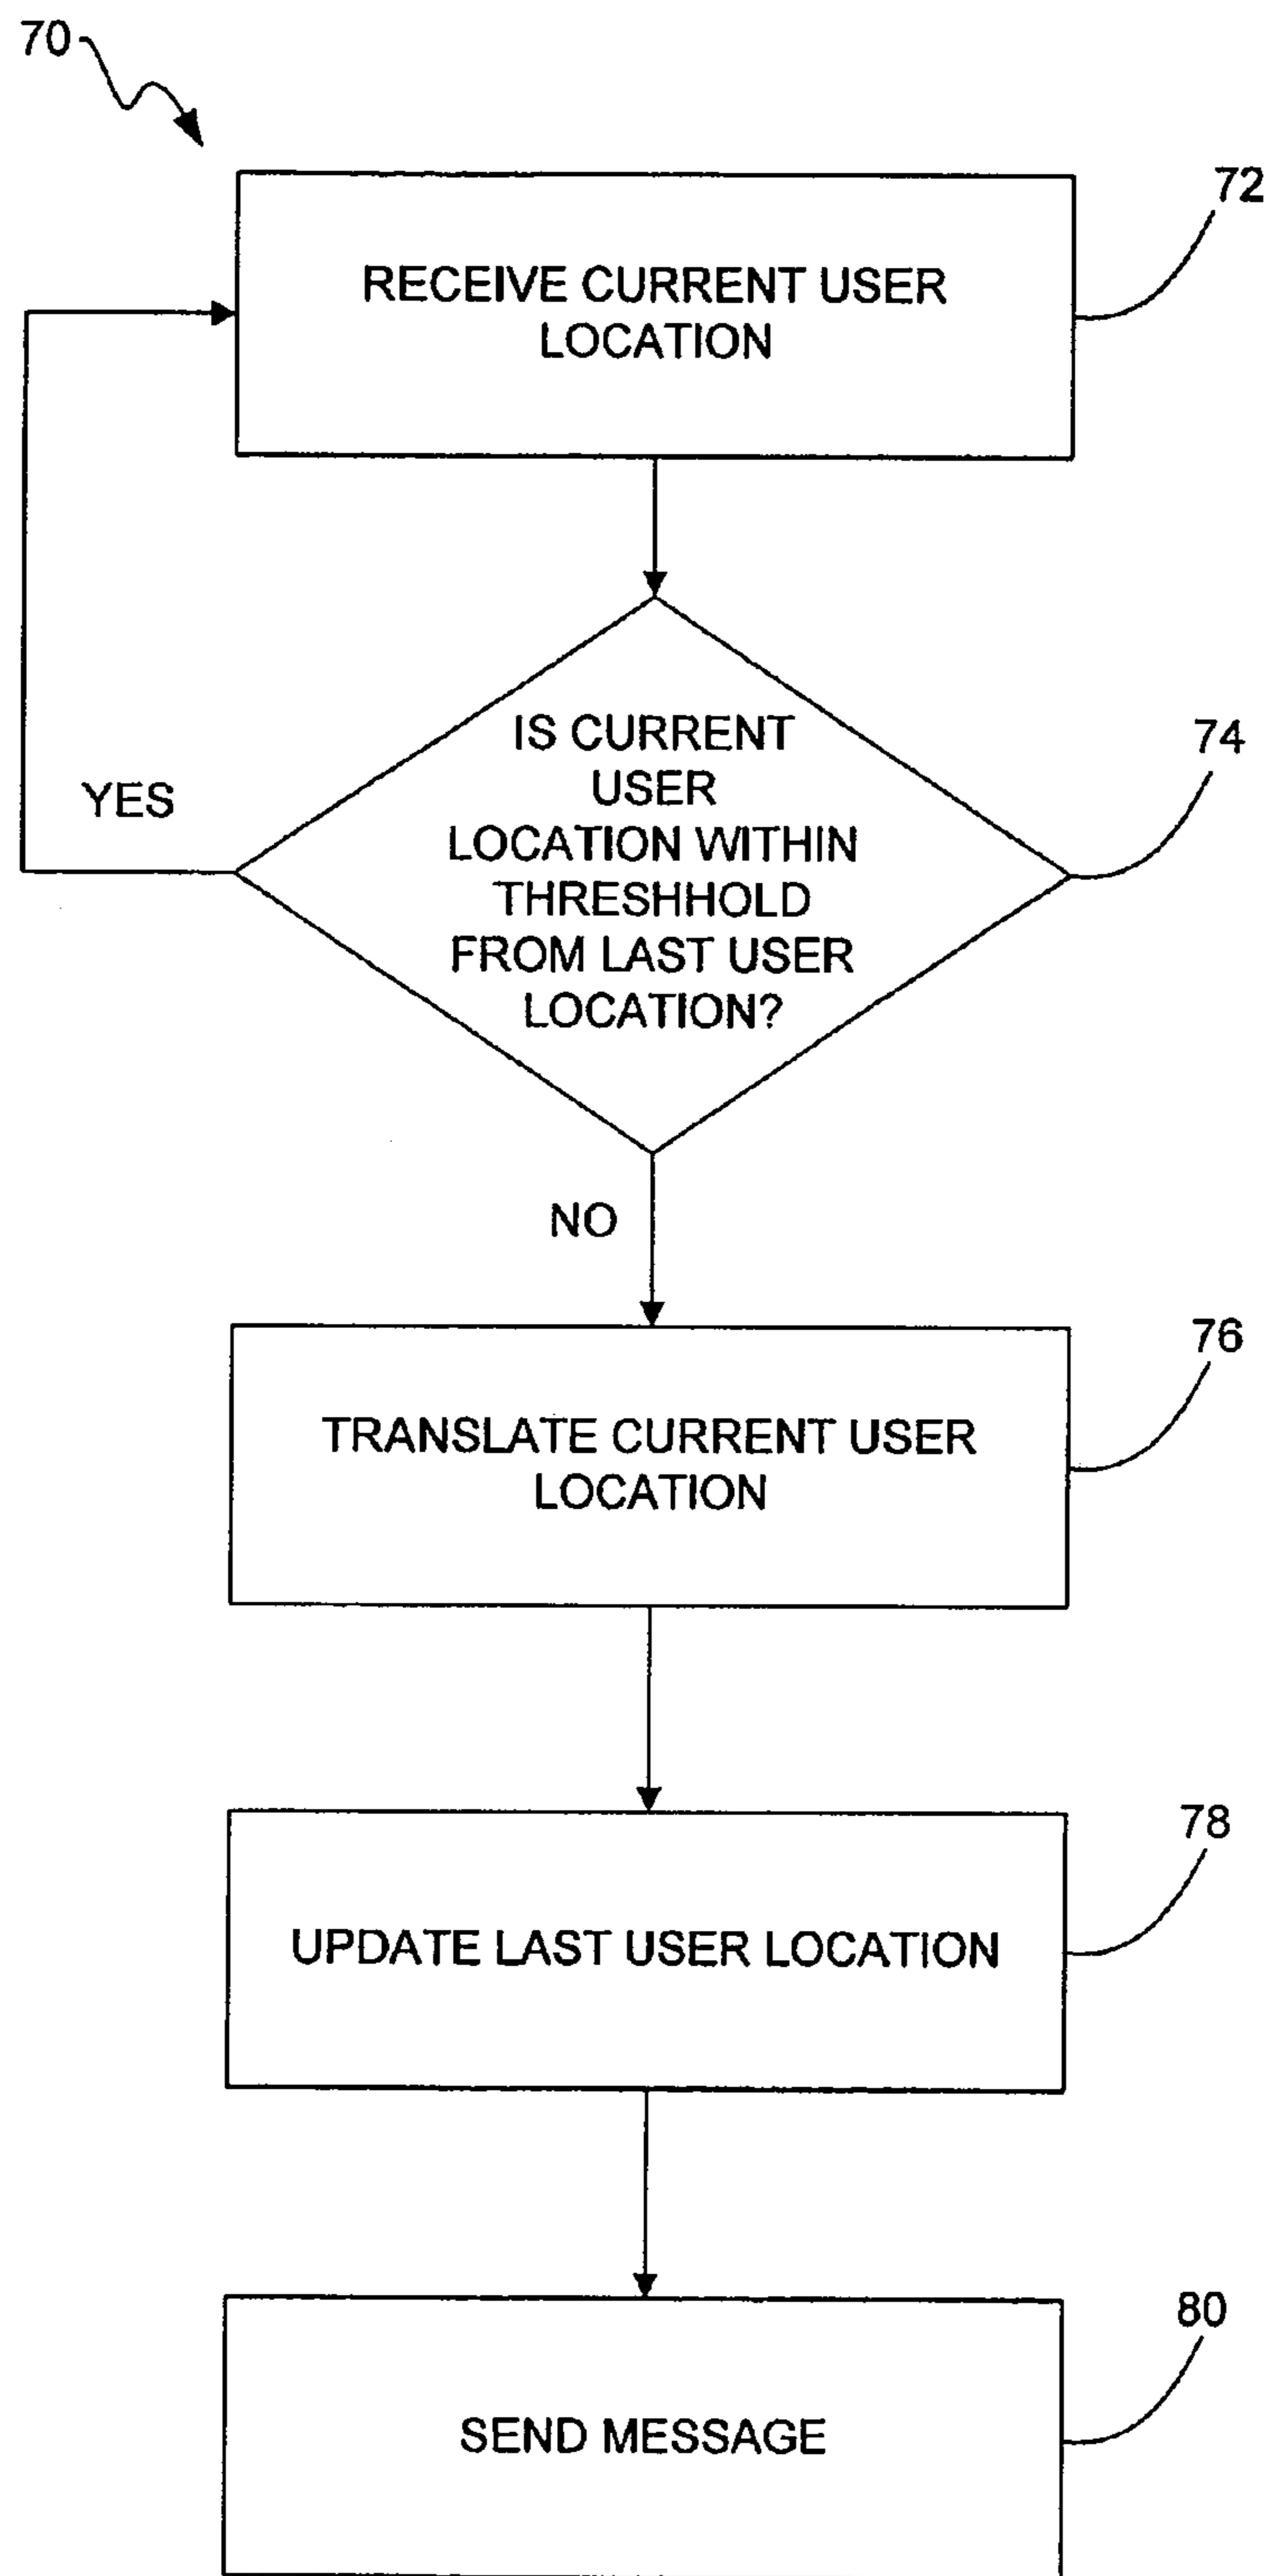 70
72
RECEIVE CURRENT USER
LOCATION
74
IS CURRENT
USER
LOCATION WITHIN
THRESHHOLD
FROM LAST USER
LOCATION?
YES
NO
76
TRANSLATE CURRENT USER
LOCATION
78
UPDATE LAST USER LOCATION
80
SEND MESSAGE